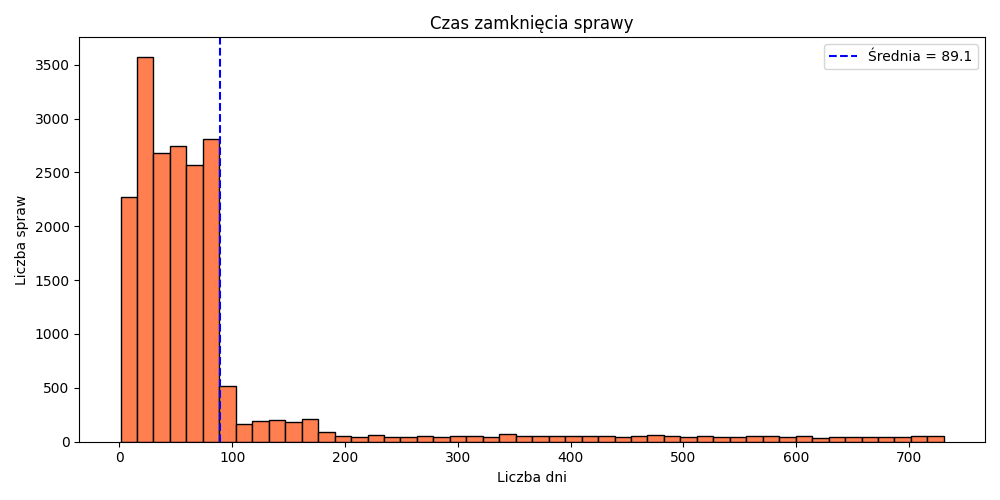 Czas zamknięcia sprawy
Średnia = 89.1
3500
3000
2500
2000
1500
1000
500
0
Liczba spraw
0 100 200 300 400 500 600 700
Liczba dni